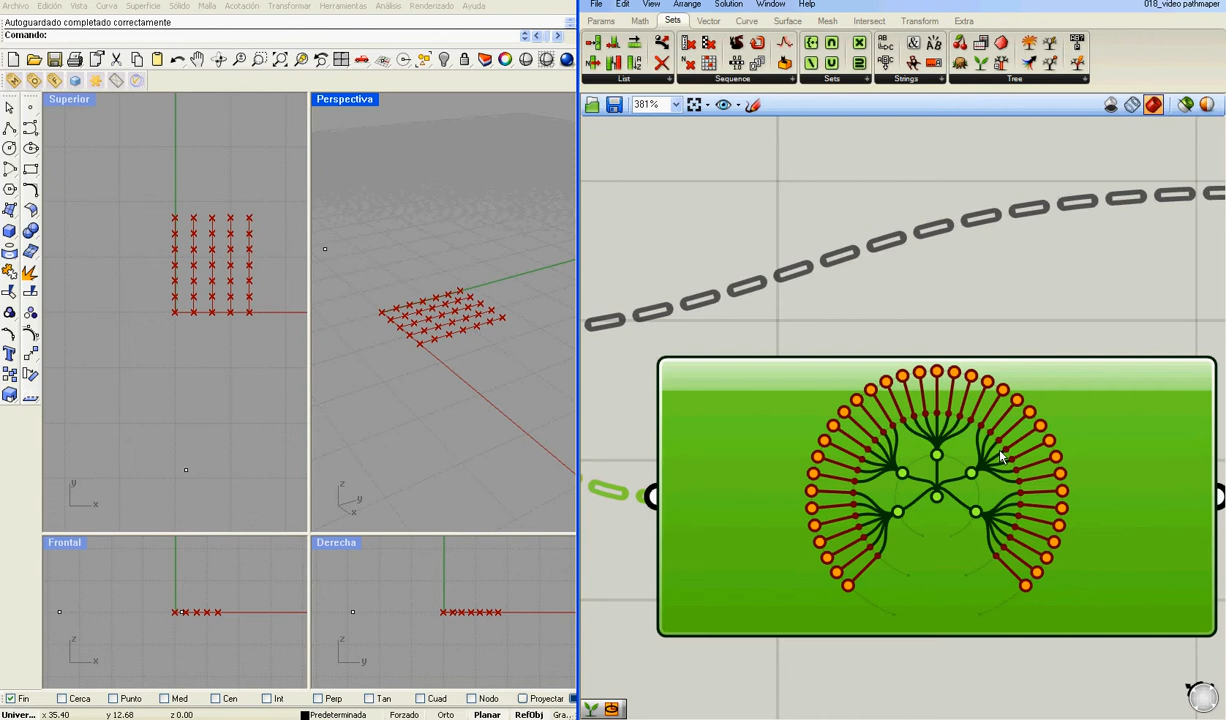 Archivo Edición Vista Curva Superficie Sólido Malla Acotación Transformar Herramientas Análisis Renderizado Ayuda
Autoguardado completado correctamente
Comando:
File Edit View Arrange Solution Window Help 018_video pathmaper
Params Math Sets Vector Curve Surface Mesh Intersect Transform Extra
List Sequence Sets Strings Tree
381%
Superior
Perspectiva
y
x
z
y
x
Frontal
Derecha
z
x
z
y
Fin Cerca Punto Med Cen Int Perp Tan Cuad Nodo Proyectar
Univer... x 35.40 y 12.68 z 0.00 Predeterminada Forzado Orto Planar RefObj Gra...